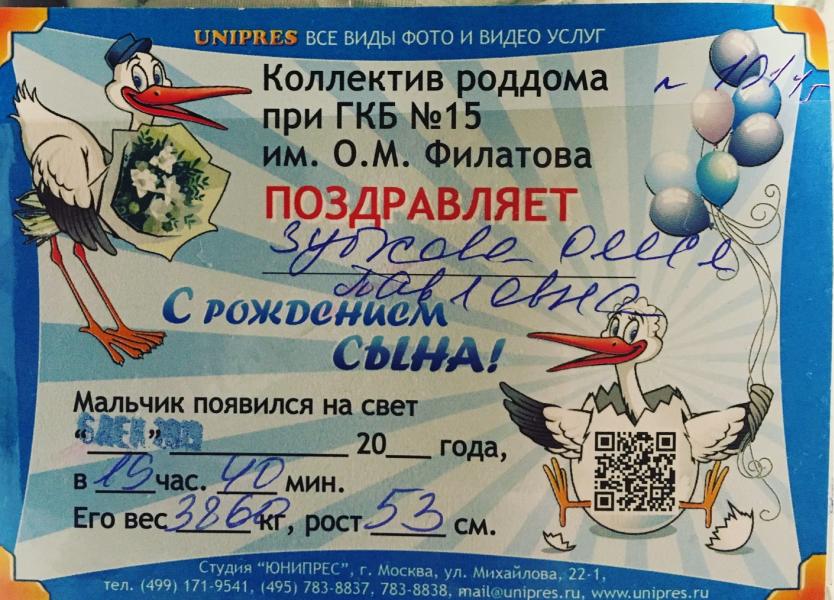 UNIPRES ВСЕ ВИДЫ ФОТО И ВИДЕО УСЛУГ
Коллектив роддома
при ГКБ №15
им. О.М. Филатова
ПОЗДРАВЛЯЕТ
Павловна
С РОЖДЕНИЕМ
СЫНА!
Мальчик появился на свет
“ ” 20 года,
в 19 час. 40 мин.
Его вес 3860 кг, рост 53 см.
Студия “ЮНИПРЕС”, г. Москва, ул. Михайлова, 22-1,
тел. (499) 171-9541, (495) 783-8837, 783-8838, mail@unipres.ru, www.unipres.ru